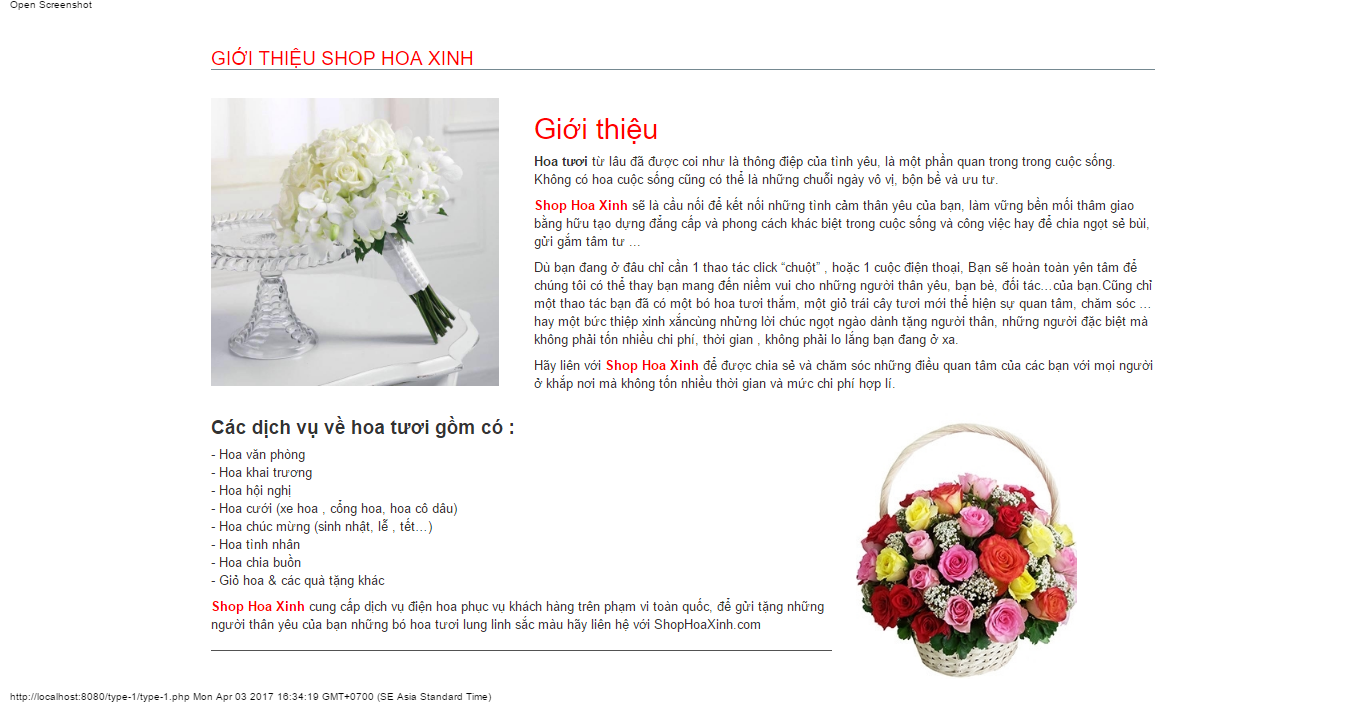 Open Screenshot
GIỚI THIỆU SHOP HOA XINH
Giới thiệu
Hoa tươi từ lâu đã được coi như là thông điệp của tình yêu, là một phần quan trong trong cuộc sống.
Không có hoa cuộc sống cũng có thể là những chuỗi ngày vô vị, bộn bề và ưu tư.
Shop Hoa Xinh sẽ là cầu nối để kết nối những tình cảm thân yêu của bạn, làm vững bền mối thâm giao
bằng hữu tạo dựng đẳng cấp và phong cách khác biệt trong cuộc sống và công việc hay để chia ngọt sẻ bùi,
gửi gắm tâm tư ...
Dù bạn đang ở đâu chỉ cần 1 thao tác click “chuột” , hoặc 1 cuộc điện thoại, Bạn sẽ hoàn toàn yên tâm để
chúng tôi có thể thay bạn mang đến niềm vui cho những người thân yêu, bạn bè, đối tác...của bạn.Cũng chỉ
một thao tác bạn đã có một bó hoa tươi thắm, một giỏ trái cây tươi mới thể hiện sự quan tâm, chăm sóc ...
hay một bức thiệp xinh xắncùng nhửng lời chúc ngọt ngào dành tặng người thân, những người đặc biệt mà
không phải tốn nhiều chi phí, thời gian , không phải lo lắng bạn đang ở xa.
Hãy liên với Shop Hoa Xinh để được chia sẻ và chăm sóc những điều quan tâm của các bạn với mọi người
ở khắp nơi mà không tốn nhiều thời gian và mức chi phí hợp lí.
Các dịch vụ về hoa tươi gồm có :
- Hoa văn phòng
- Hoa khai trương
- Hoa hội nghị
- Hoa cưới (xe hoa , cổng hoa, hoa cô dâu)
- Hoa chúc mừng (sinh nhật, lễ , tết...)
- Hoa tình nhân
- Hoa chia buồn
- Giỏ hoa & các quà tặng khác
Shop Hoa Xinh cung cấp dịch vụ điện hoa phục vụ khách hàng trên phạm vi toàn quốc, để gửi tặng những
người thân yêu của bạn những bó hoa tươi lung linh sắc màu hãy liên hệ với ShopHoaXinh.com
http://localhost:8080/type-1/type-1.php Mon Apr 03 2017 16:34:19 GMT+0700 (SE Asia Standard Time)